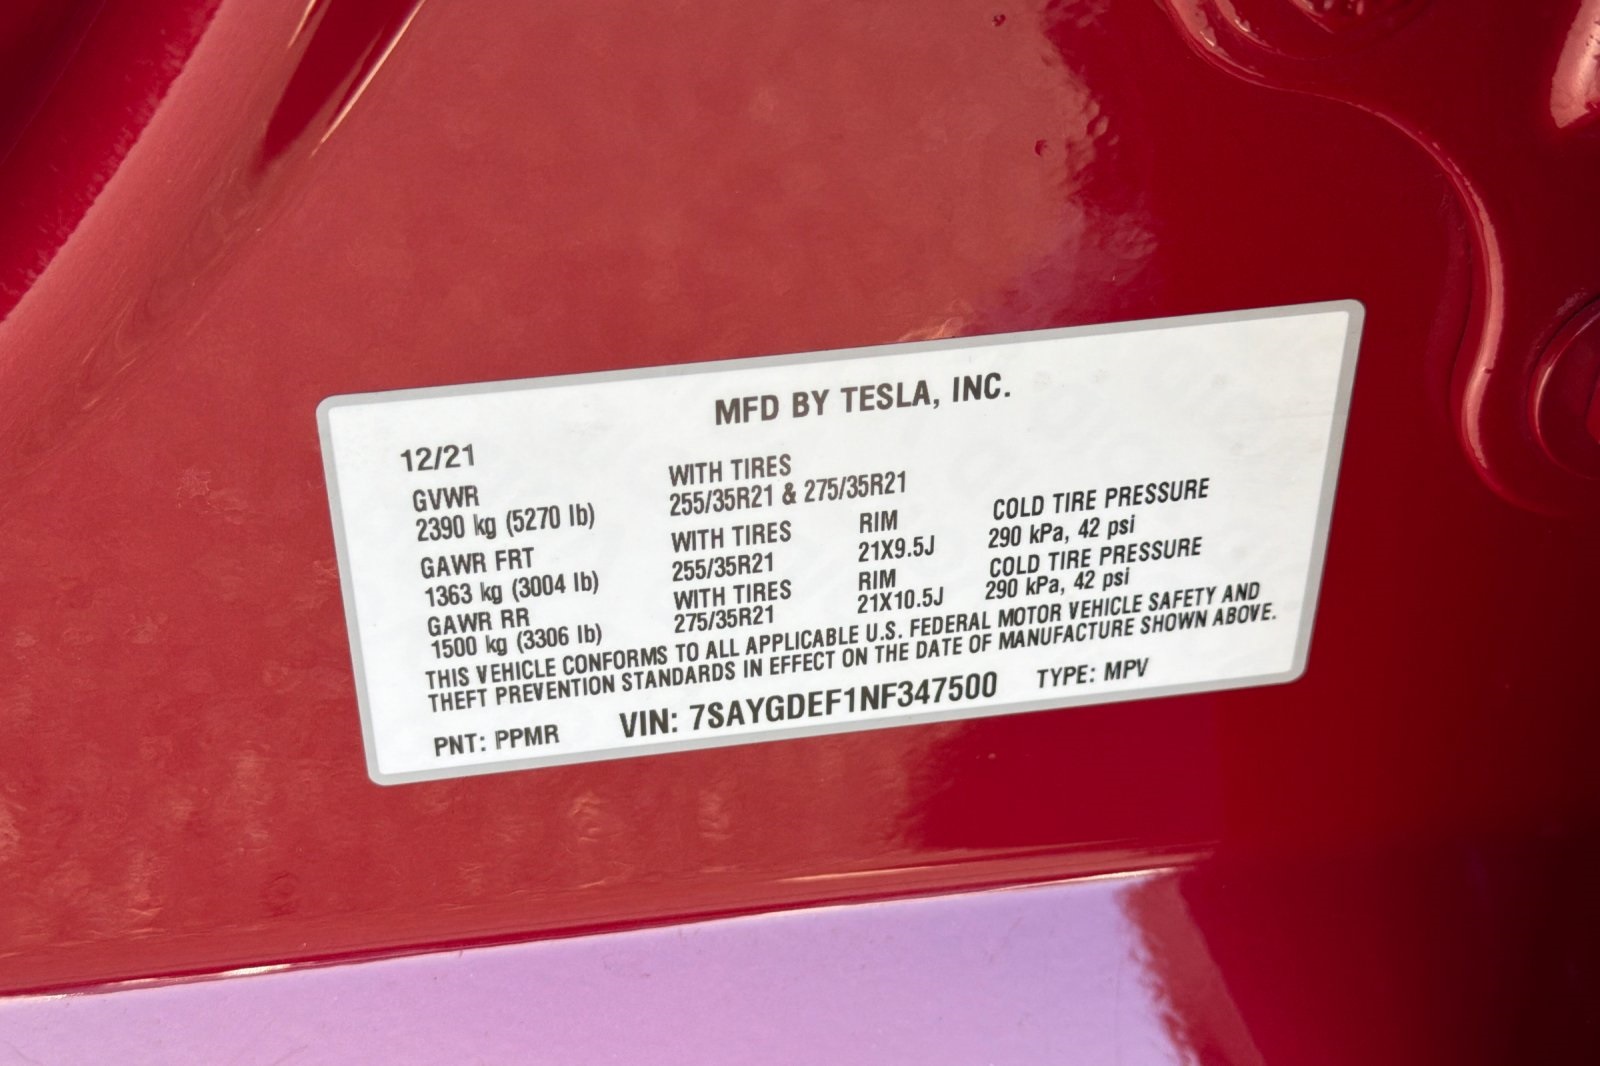 MFD BY TESLA, INC.
12/21
GVWR WITH TIRES
2390 kg (5270 lb) 255/35R21 & 275/35R21
GAWR FRT WITH TIRES RIM COLD TIRE PRESSURE
1363 kg (3004 lb) 255/35R21 21X9.5J 290 kPa, 42 psi
GAWR RR WITH TIRES RIM COLD TIRE PRESSURE
1500 kg (3306 lb) 275/35R21 21X10.5J 290 kPa, 42 psi
THIS VEHICLE CONFORMS TO ALL APPLICABLE U.S. FEDERAL MOTOR VEHICLE SAFETY AND
THEFT PREVENTION STANDARDS IN EFFECT ON THE DATE OF MANUFACTURE SHOWN ABOVE.
PNT: PPMR VIN: 7SAYGDEF1NF347500 TYPE: MPV